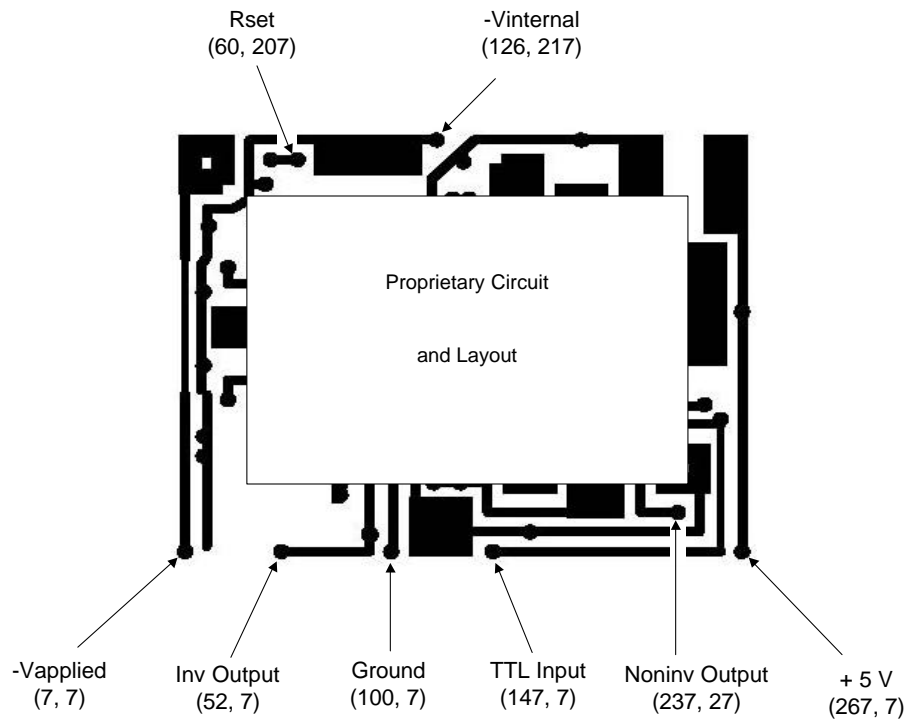 Rset
(60, 207)
-Vinternal
(126, 217)
Proprietary Circuit
and Layout
-Vapplied
(7, 7)
Inv Output
(52, 7)
Ground
(100, 7)
TTL Input
(147, 7)
Noninv Output
(237, 27)
+ 5 V
(267, 7)